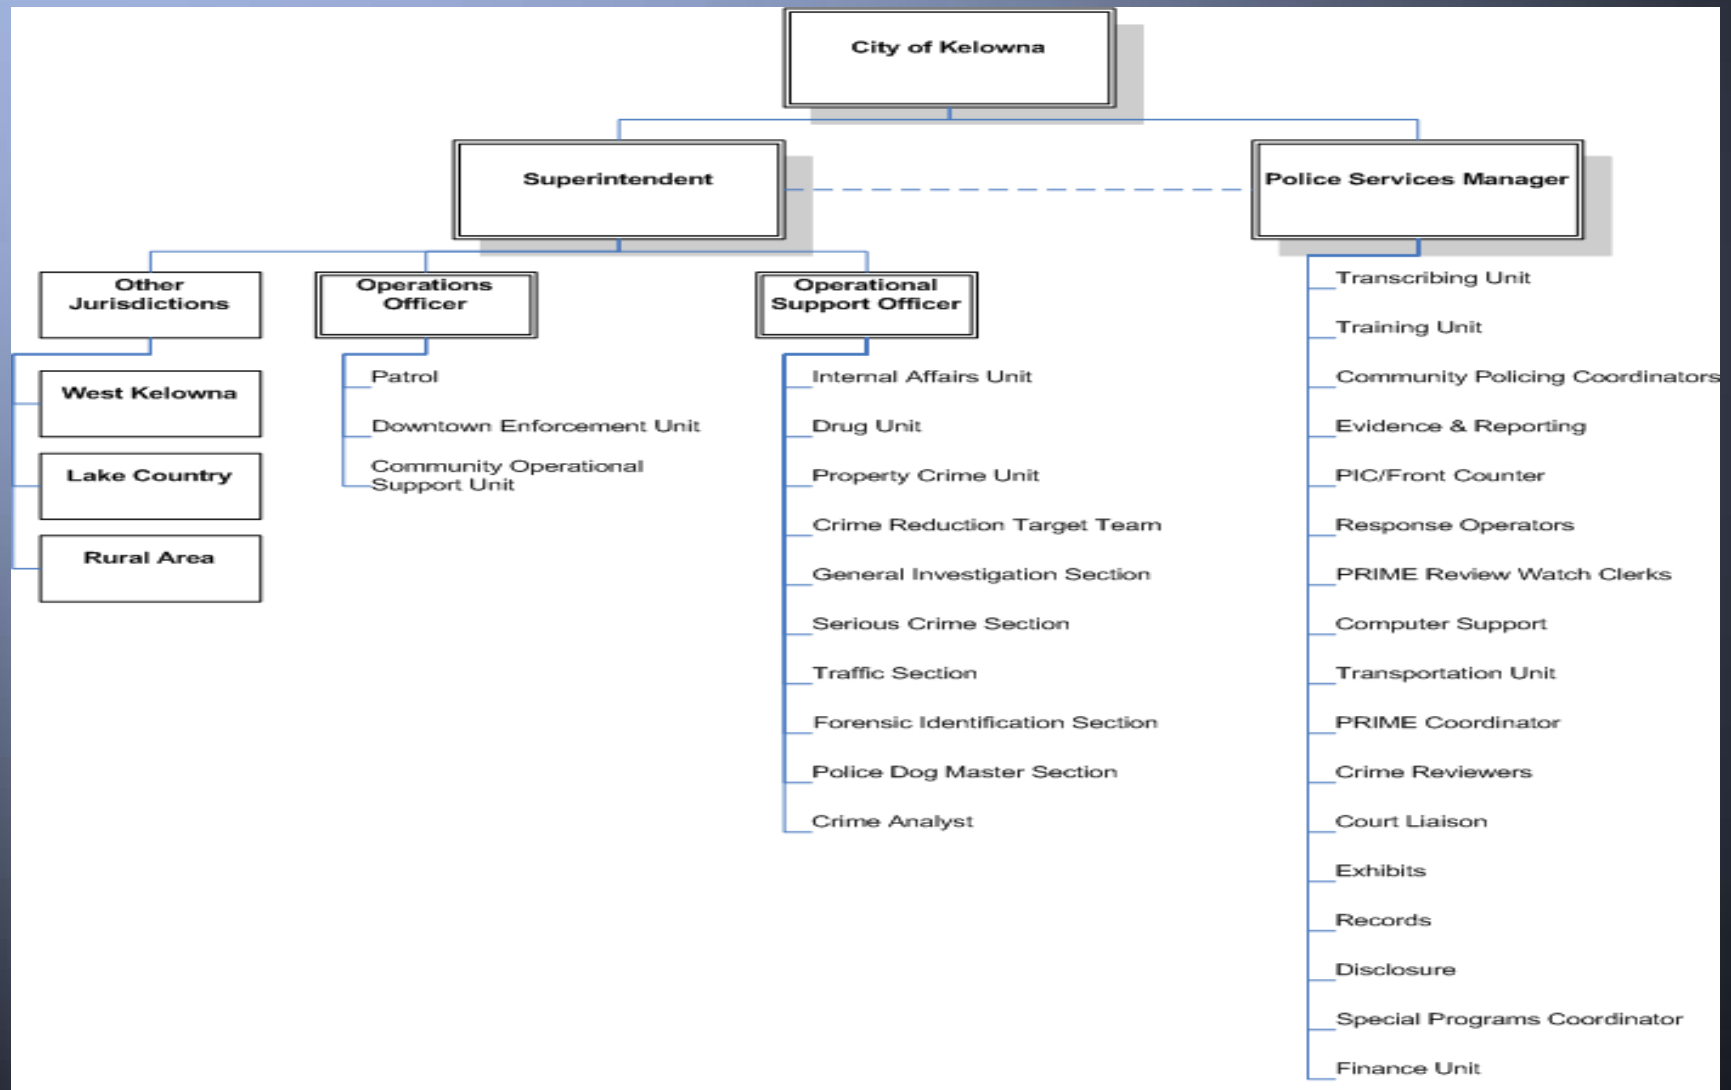 City of Kelowna
Superintendent
Police Services Manager
Other
Jurisdictions
West Kelowna
Lake Country
Rural Area
Operations
Officer
Patrol
Downtown Enforcement Unit
Community Operational
Support Unit
Operational
Support Officer
Internal Affairs Unit
Drug Unit
Property Crime Unit
Crime Reduction Target Team
General Investigation Section
Serious Crime Section
Traffic Section
Forensic Identification Section
Police Dog Master Section
Crime Analyst
Transcribing Unit
Training Unit
Community Policing Coordinators
Evidence & Reporting
PIC/Front Counter
Response Operators
PRIME Review Watch Clerks
Computer Support
Transportation Unit
PRIME Coordinator
Crime Reviewers
Court Liaison
Exhibits
Records
Disclosure
Special Programs Coordinator
Finance Unit